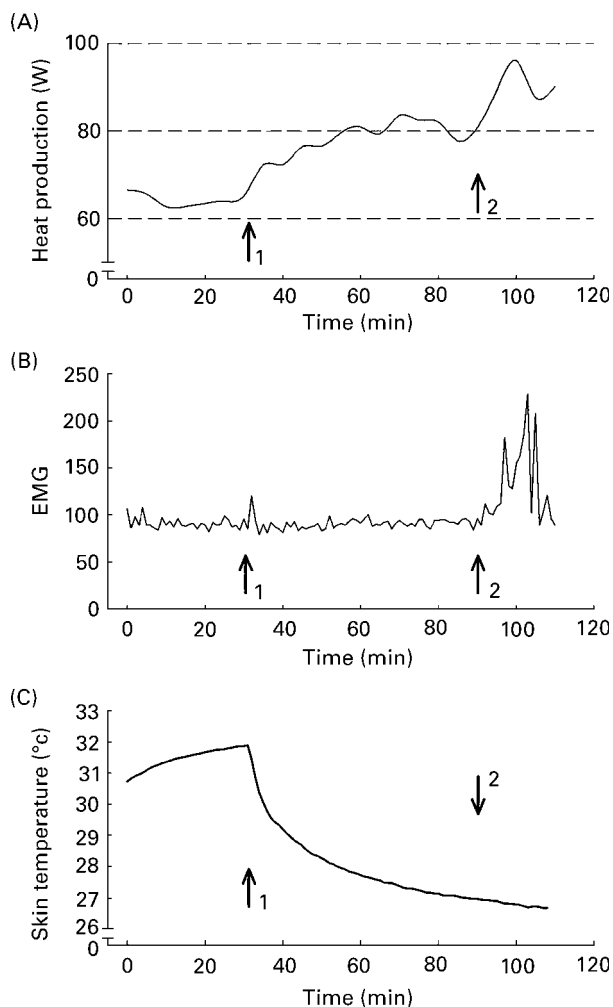 (A)
Heat production (W)
100
80
60
0
1
2
0 20 40 60 80 100 120
Time (min)
(B)
EMG
250
200
150
100
50
0
1
2
0 20 40 60 80 100 120
Time (min)
(C)
Skin temperature (°c)
33
32
31
30
29
28
27
26
0
1
2
0 20 40 60 80 100 120
Time (min)